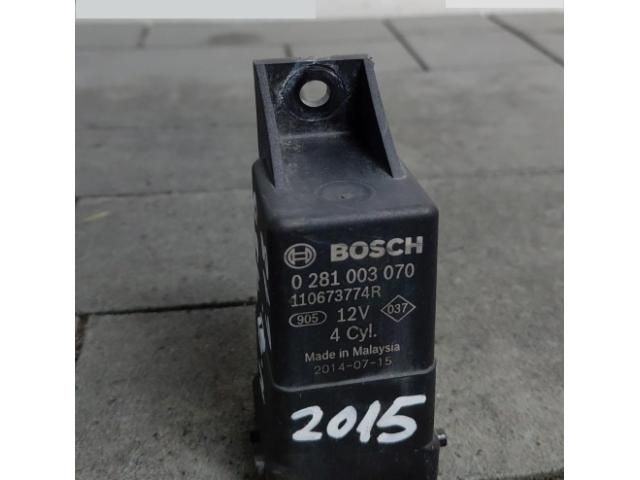 BOSCH
0 281 003 070
110673774R
905 12V 037
4 Cyl.
Made in Malaysia
2014-07-15
2015